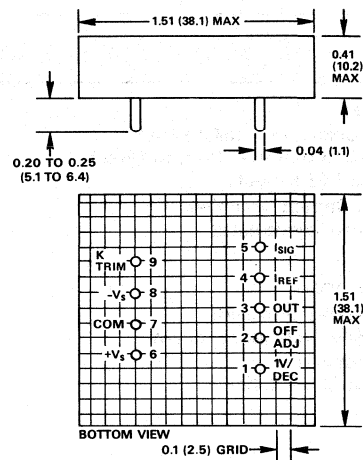 1.51 (38.1) MAX
0.41
(10.2)
MAX
0.20 TO 0.25
(5.1 TO 6.4)
0.04 (1.1)
K
TRIM 9
-Vs 8
COM 7
+Vs 6
5 ISIG
4 IREF
3 OUT
2 OFF
ADJ
1 1V/
DEC
1.51
(38.1)
MAX
BOTTOM VIEW
0.1 (2.5) GRID